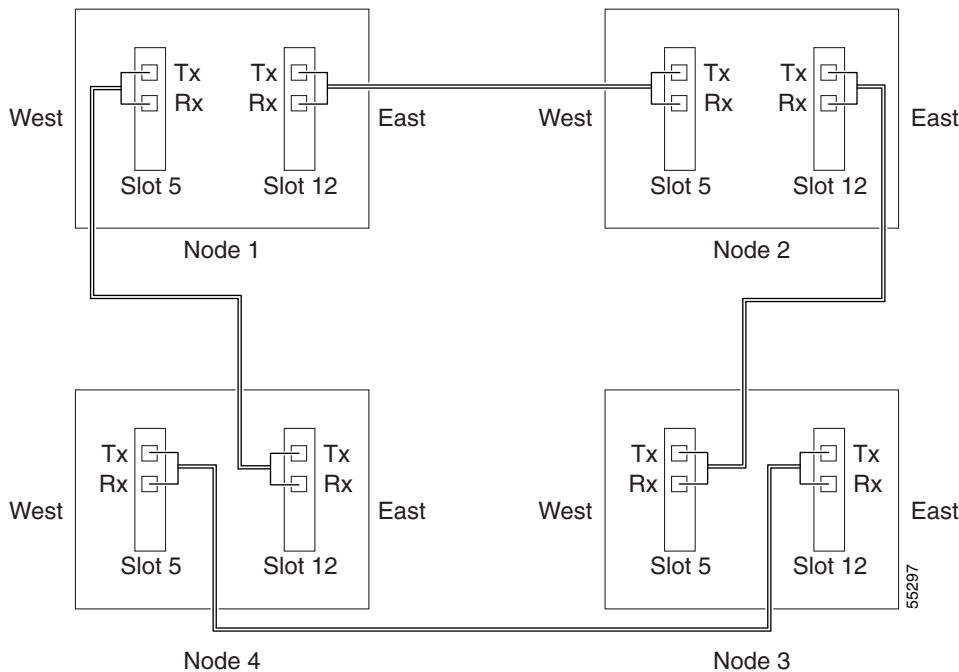 Tx Tx Tx Tx
Rx Rx Rx Rx
West East West East
Slot 5 Slot 12 Slot 5 Slot 12
Node 1 Node 2
Tx Tx Tx Tx
Rx Rx Rx Rx
West East West East
Slot 5 Slot 12 Slot 5 Slot 12
55297
Node 4 Node 3